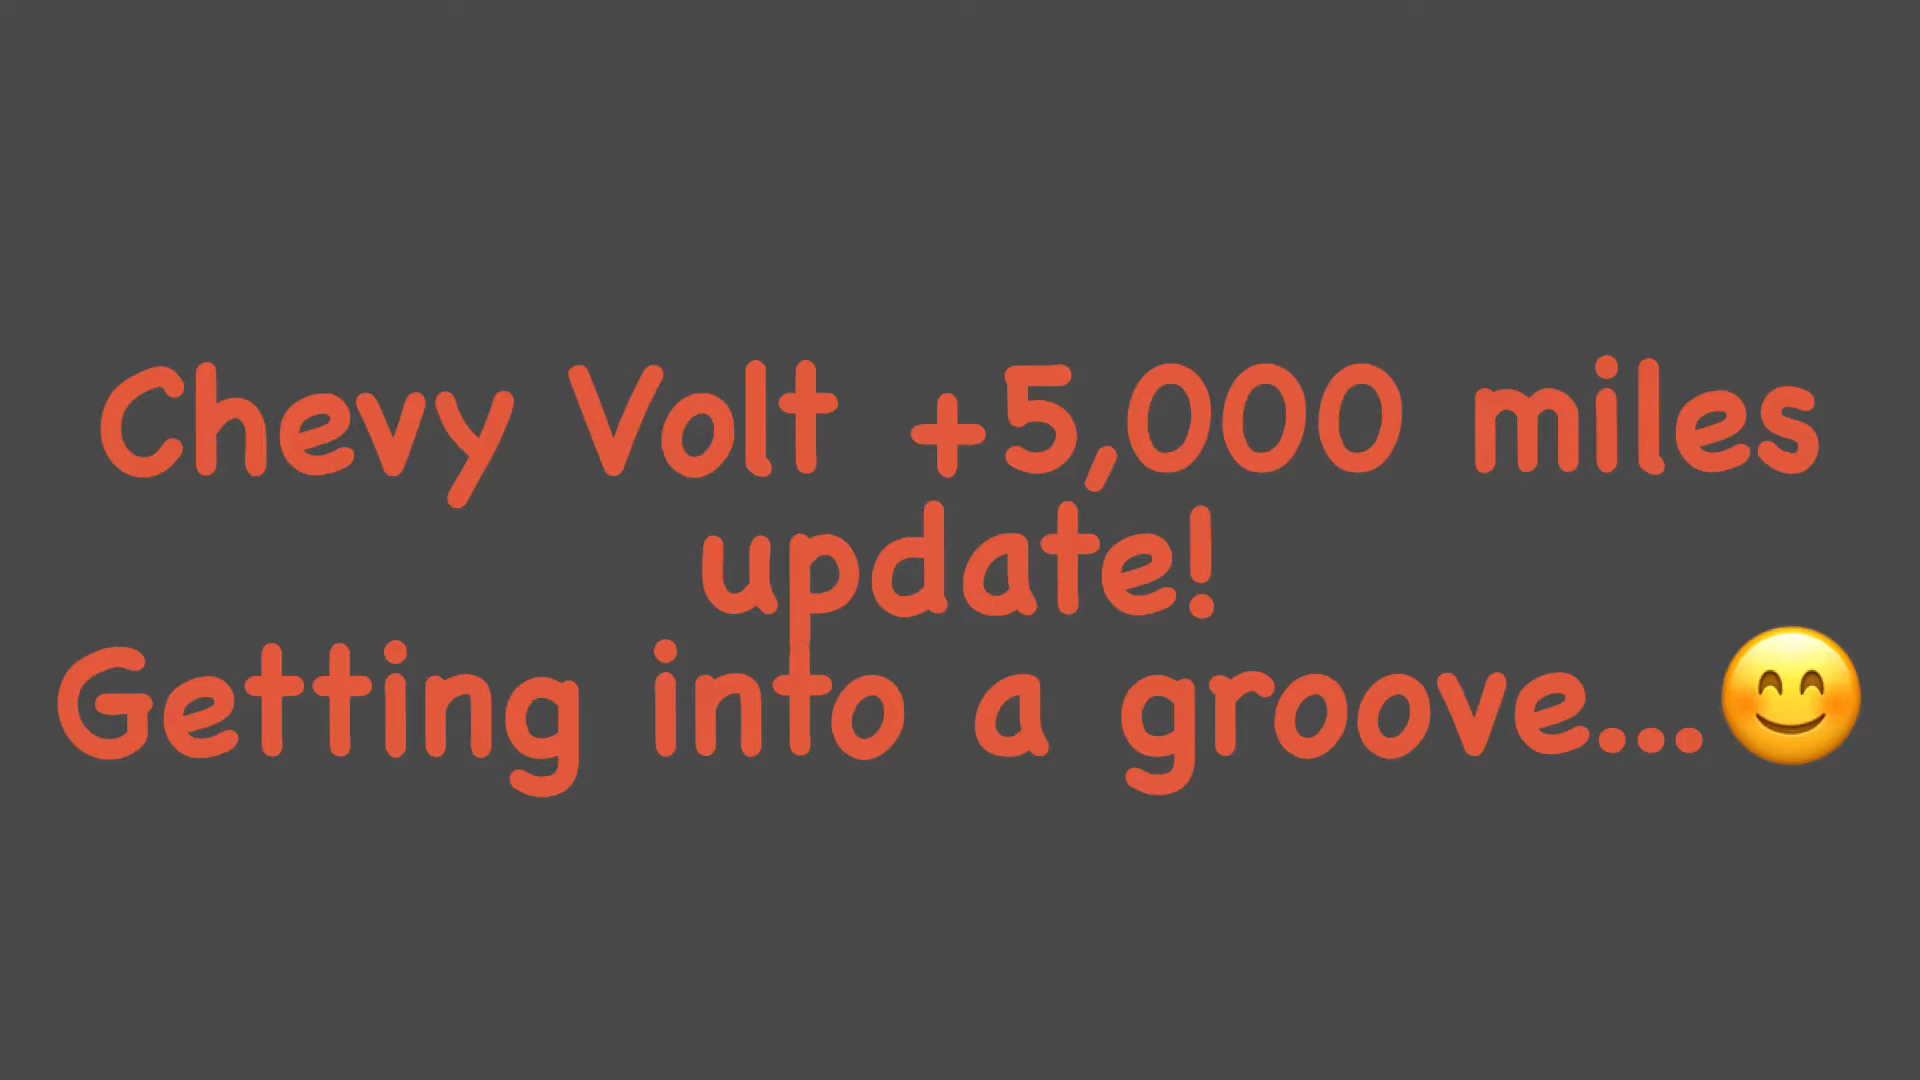 Chevy Volt +5,000 miles
update!
Getting into a groove...😊